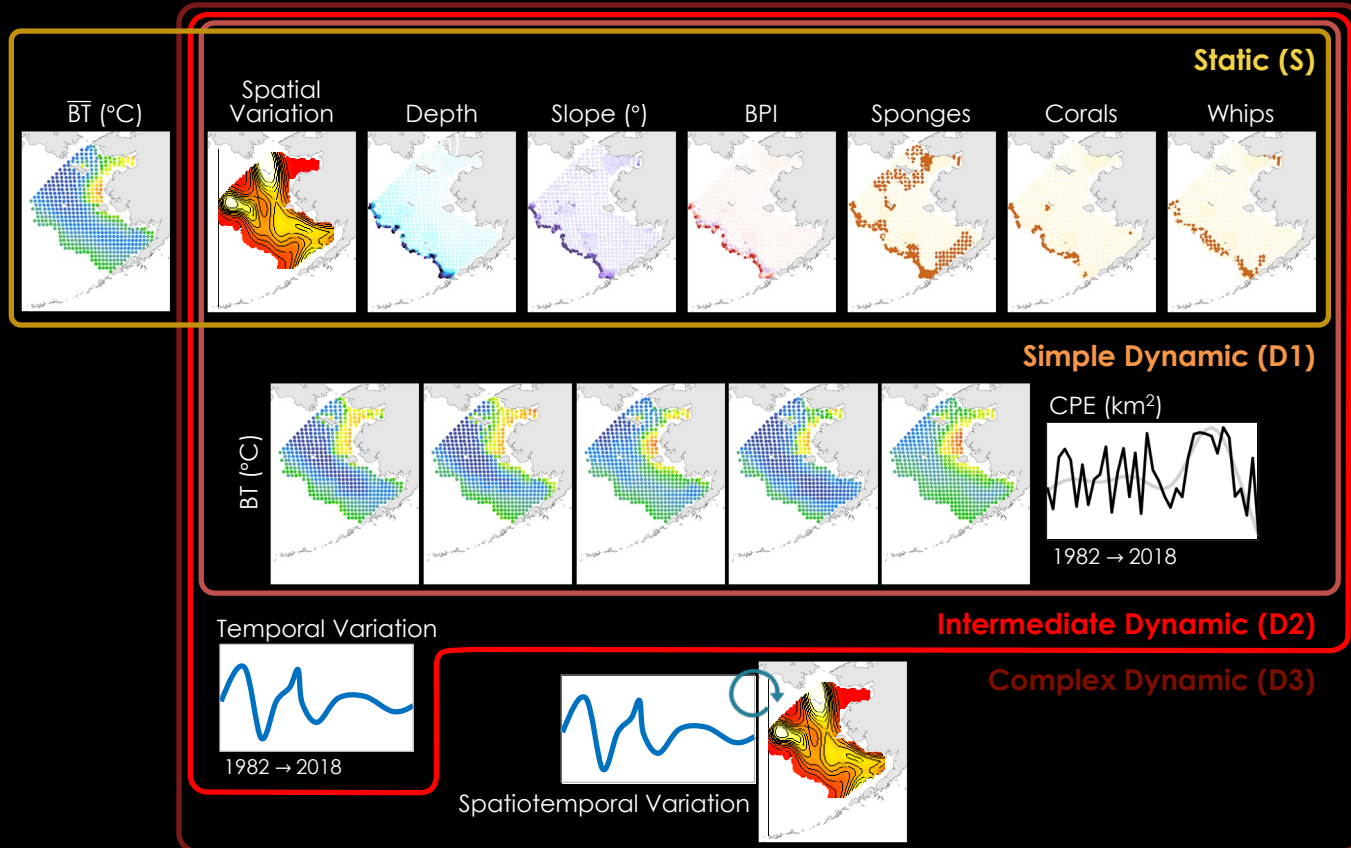 Static (S)
B̅T̅ (°C)
Spatial
Variation
Depth
Slope (°)
BPI
Sponges
Corals
Whips
Simple Dynamic (D1)
BT (°C)
CPE (km²)
1982 → 2018
Intermediate Dynamic (D2)
Temporal Variation
1982 → 2018
Complex Dynamic (D3)
Spatiotemporal Variation